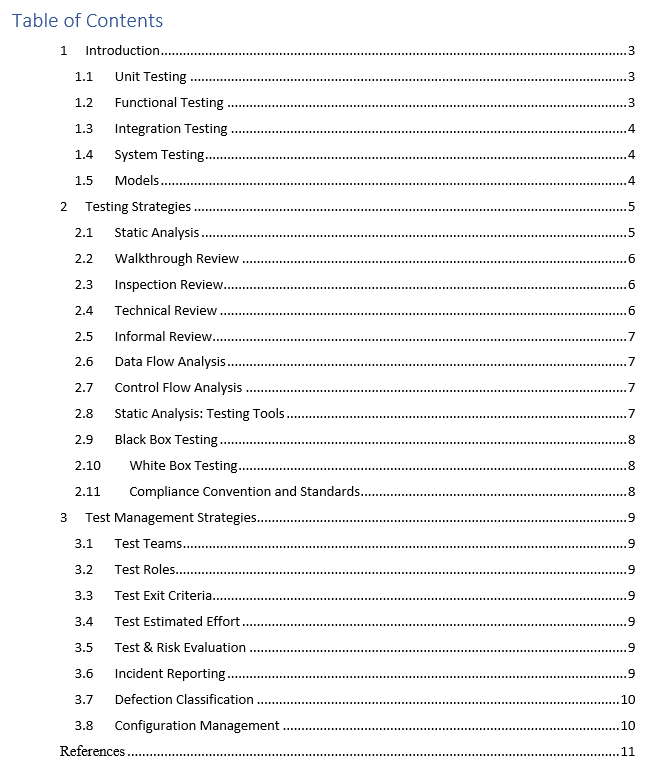 Table of Contents
1 Introduction 3
1.1 Unit Testing 3
1.2 Functional Testing 3
1.3 Integration Testing 4
1.4 System Testing 4
1.5 Models 4
2 Testing Strategies 5
2.1 Static Analysis 5
2.2 Walkthrough Review 6
2.3 Inspection Review 6
2.4 Technical Review 6
2.5 Informal Review 7
2.6 Data Flow Analysis 7
2.7 Control Flow Analysis 7
2.8 Static Analysis: Testing Tools 7
2.9 Black Box Testing 8
2.10 White Box Testing 8
2.11 Compliance Convention and Standards 8
3 Test Management Strategies 9
3.1 Test Teams 9
3.2 Test Roles 9
3.3 Test Exit Criteria 9
3.4 Test Estimated Effort 9
3.5 Test & Risk Evaluation 9
3.6 Incident Reporting 9
3.7 Defection Classification 10
3.8 Configuration Management 10
References 11